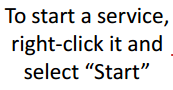 To start a service,
right-click it and
select “Start”